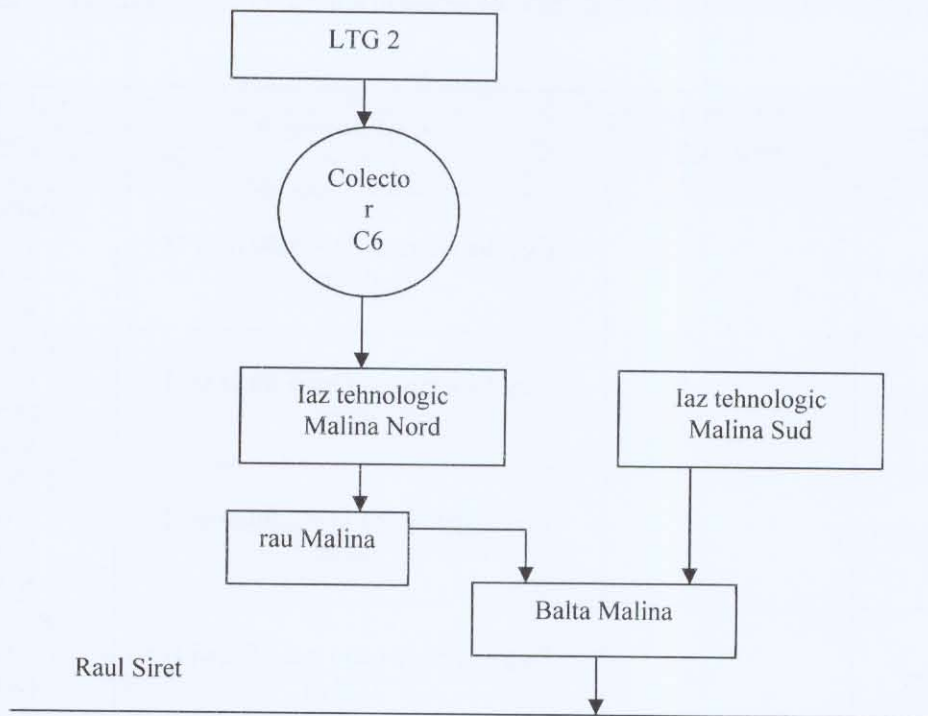 LTG 2
Colecto
r
C6
Iaz tehnologic
Malina Nord
Iaz tehnologic
Malina Sud
rau Malina
Balta Malina
Raul Siret